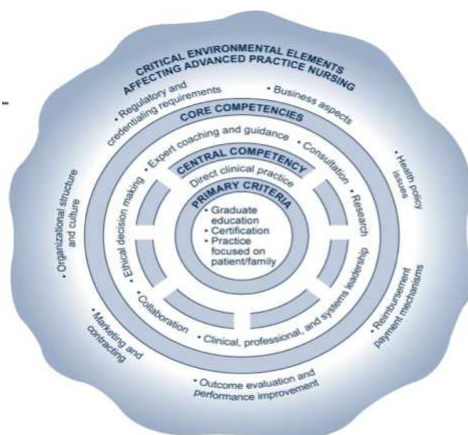 CRITICAL ENVIRONMENTAL ELEMENTS
AFFECTING ADVANCED PRACTICE NURSING
• Regulatory and
credentialing requirements
• Business aspects
• Health policy
issues
• Reimbursement
payment mechanisms
• Outcome evaluation and
performance improvement
• Marketing and
contracting
• Organizational structure
and culture
CORE COMPETENCIES
• Expert coaching and guidance
• Consultation
• Research
• Clinical, professional, and systems leadership
• Collaboration
• Ethical decision making
CENTRAL COMPETENCY
Direct clinical practice
PRIMARY CRITERIA
• Graduate
education
• Certification
• Practice
focused on
patient/family